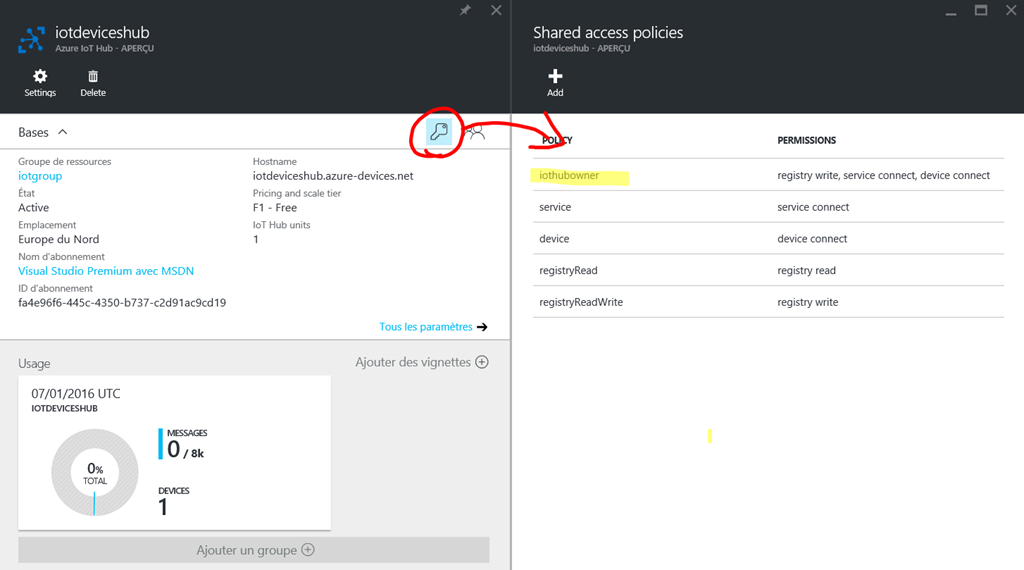 iotdeviceshub
Azure IoT Hub - APERÇU
Settings
Delete
Bases
Groupe de ressources
iotgroup
État
Active
Emplacement
Europe du Nord
Nom d'abonnement
Visual Studio Premium avec MSDN
ID d'abonnement
fa4e96f6-445c-4350-b737-c2d91ac9cd19
Hostname
iotdeviceshub.azure-devices.net
Pricing and scale tier
F1 - Free
IoT Hub units
1
Tous les paramètres
Usage
Ajouter des vignettes
07/01/2016 UTC
IOTDEVICESHUB
0%
TOTAL
MESSAGES
0 / 8k
DEVICES
1
Ajouter un groupe
Shared access policies
iotdeviceshub - APERÇU
Add
POLICY PERMISSIONS
iothubowner registry write, service connect, device connect
service service connect
device device connect
registryRead registry read
registryReadWrite registry write